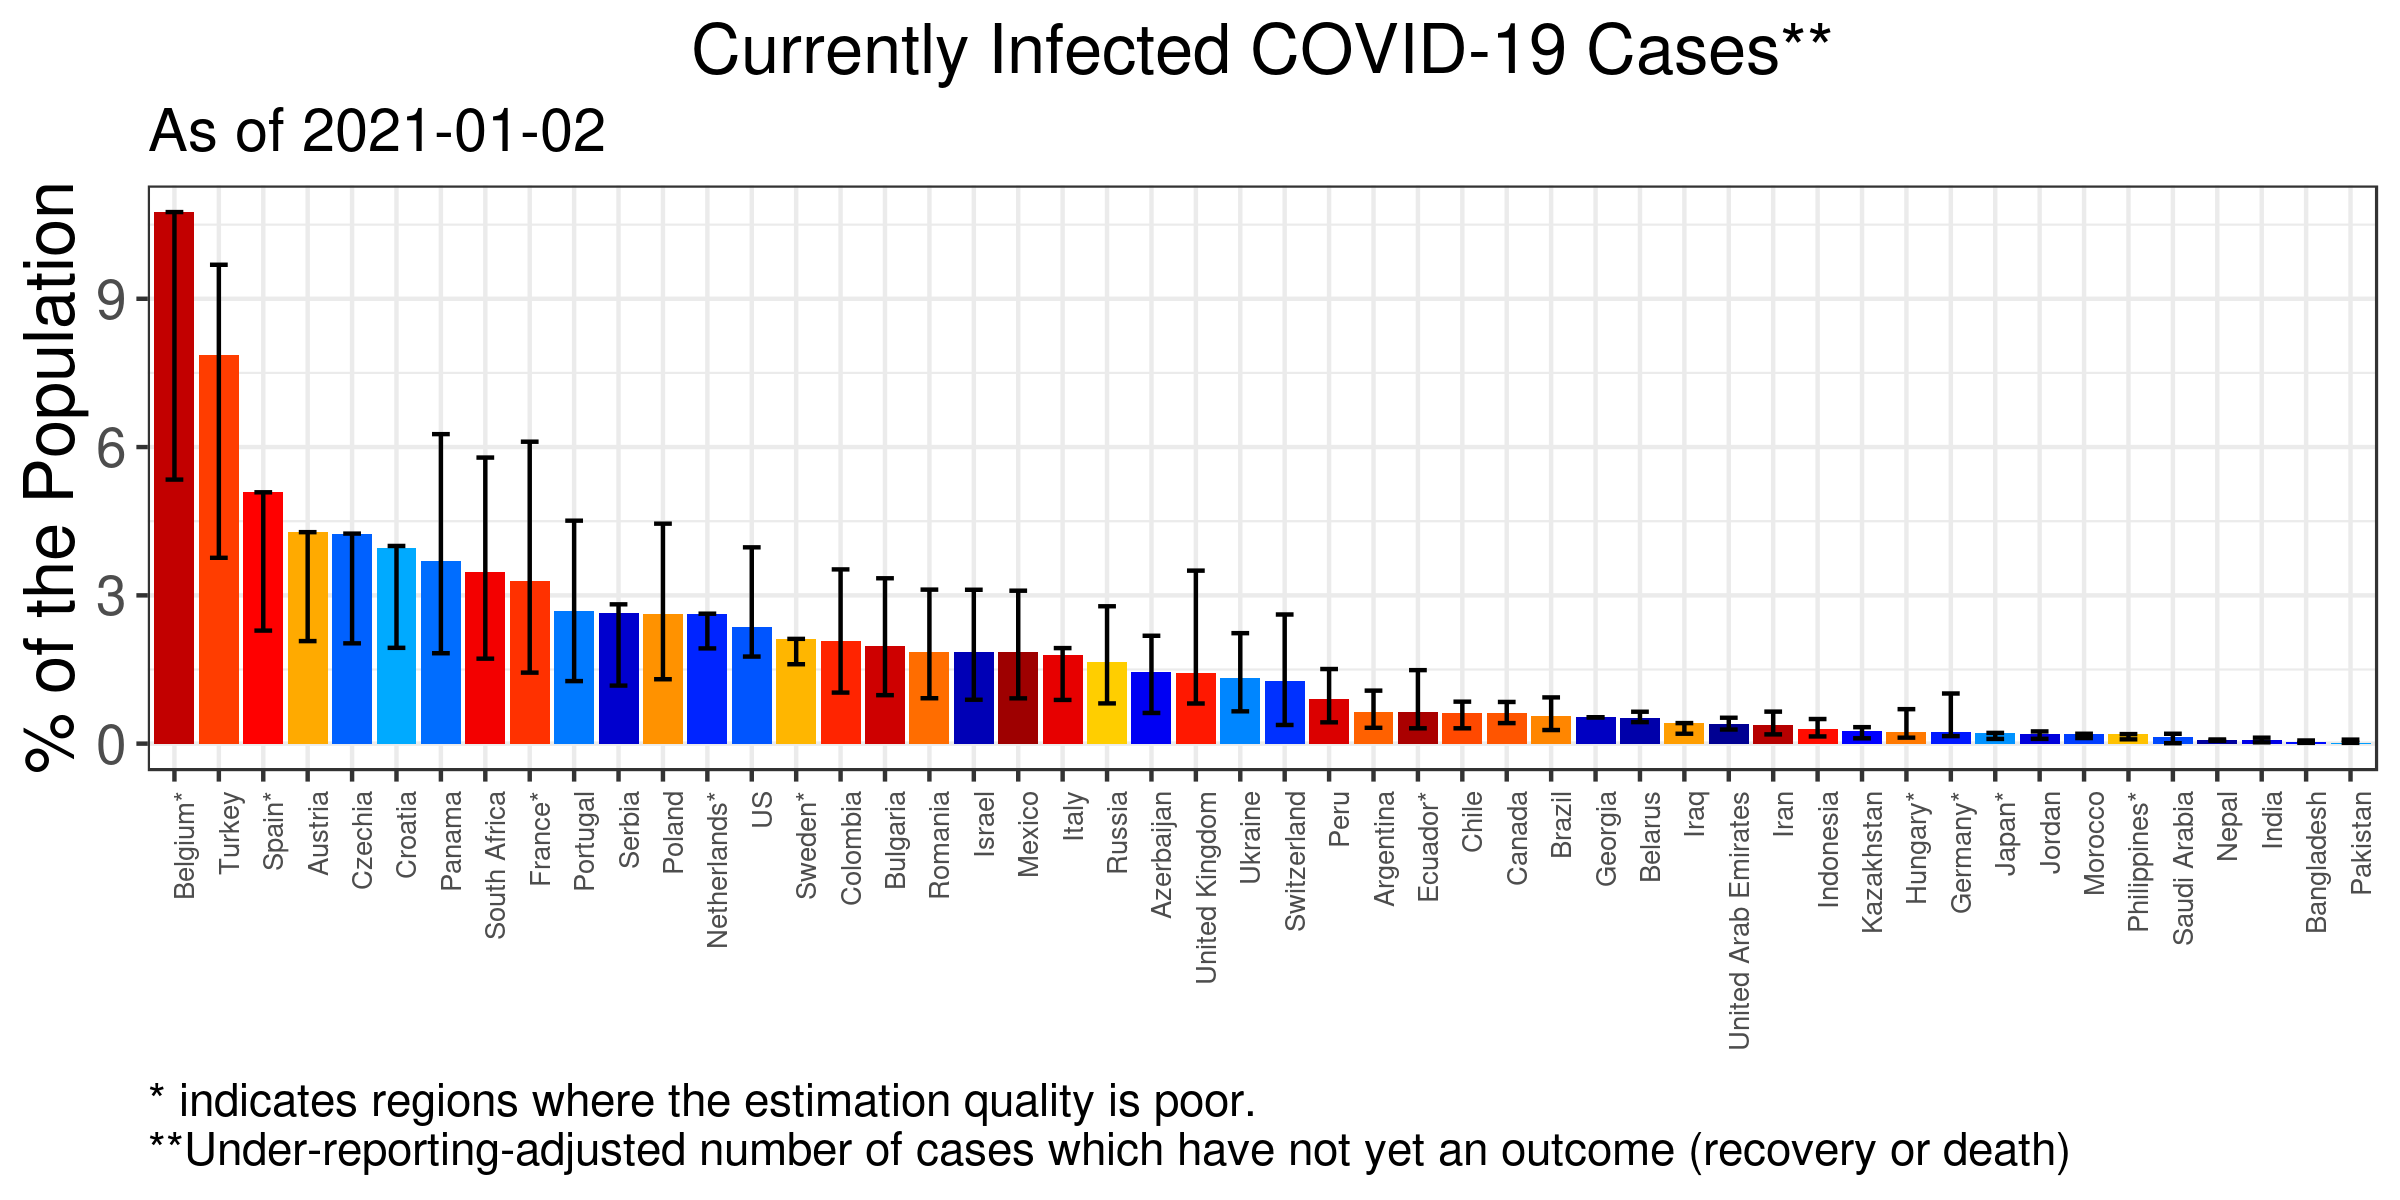 Currently Infected COVID-19 Cases**
As of 2021-01-02
% of the Population
9
6
3
0
Belgium*
Turkey
Spain*
Austria
Czechia
Croatia
Panama
South Africa
France*
Portugal
Serbia
Poland
Netherlands*
US
Sweden*
Colombia
Bulgaria
Romania
Israel
Mexico
Italy
Russia
Azerbaijan
United Kingdom
Ukraine
Switzerland
Peru
Argentina
Ecuador*
Chile
Canada
Brazil
Georgia
Belarus
Iraq
United Arab Emirates
Iran
Indonesia
Kazakhstan
Hungary*
Germany*
Japan*
Jordan
Morocco
Philippines*
Saudi Arabia
Nepal
India
Bangladesh
Pakistan
* indicates regions where the estimation quality is poor.
**Under-reporting-adjusted number of cases which have not yet an outcome (recovery or death)